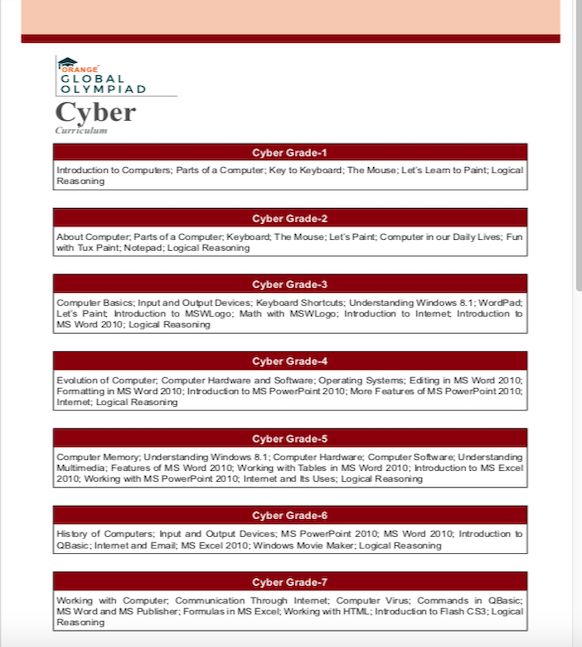 ORANGE
GLOBAL
OLYMPIAD
Cyber
Curriculum
Cyber Grade-1
Introduction to Computers; Parts of a Computer; Key to Keyboard; The Mouse; Let's Learn to Paint; Logical
Reasoning
Cyber Grade-2
About Computer; Parts of a Computer; Keyboard; The Mouse; Let's Paint; Computer in our Daily Lives; Fun
with Tux Paint; Notepad; Logical Reasoning
Cyber Grade-3
Computer Basics; Input and Output Devices; Keyboard Shortcuts; Understanding Windows 8.1; WordPad;
Let's Paint; Introduction to MSWLogo; Math with MSWLogo; Introduction to Internet; Introduction to
MS Word 2010; Logical Reasoning
Cyber Grade-4
Evolution of Computer; Computer Hardware and Software; Operating Systems; Editing in MS Word 2010;
Formatting in MS Word 2010; Introduction to MS PowerPoint 2010; More Features of MS PowerPoint 2010;
Internet; Logical Reasoning
Cyber Grade-5
Computer Memory; Understanding Windows 8.1; Computer Hardware; Computer Software; Understanding
Multimedia; Features of MS Word 2010; Working with Tables in MS Word 2010; Introduction to MS Excel
2010; Working with MS PowerPoint 2010; Internet and Its Uses; Logical Reasoning
Cyber Grade-6
History of Computers; Input and Output Devices; MS PowerPoint 2010; MS Word 2010; Introduction to
QBasic; Internet and Email; MS Excel 2010; Windows Movie Maker; Logical Reasoning
Cyber Grade-7
Working with Computer; Communication Through Internet; Computer Virus; Commands in QBasic;
MS Word and MS Publisher; Formulas in MS Excel; Working with HTML; Introduction to Flash CS3; Logical
Reasoning